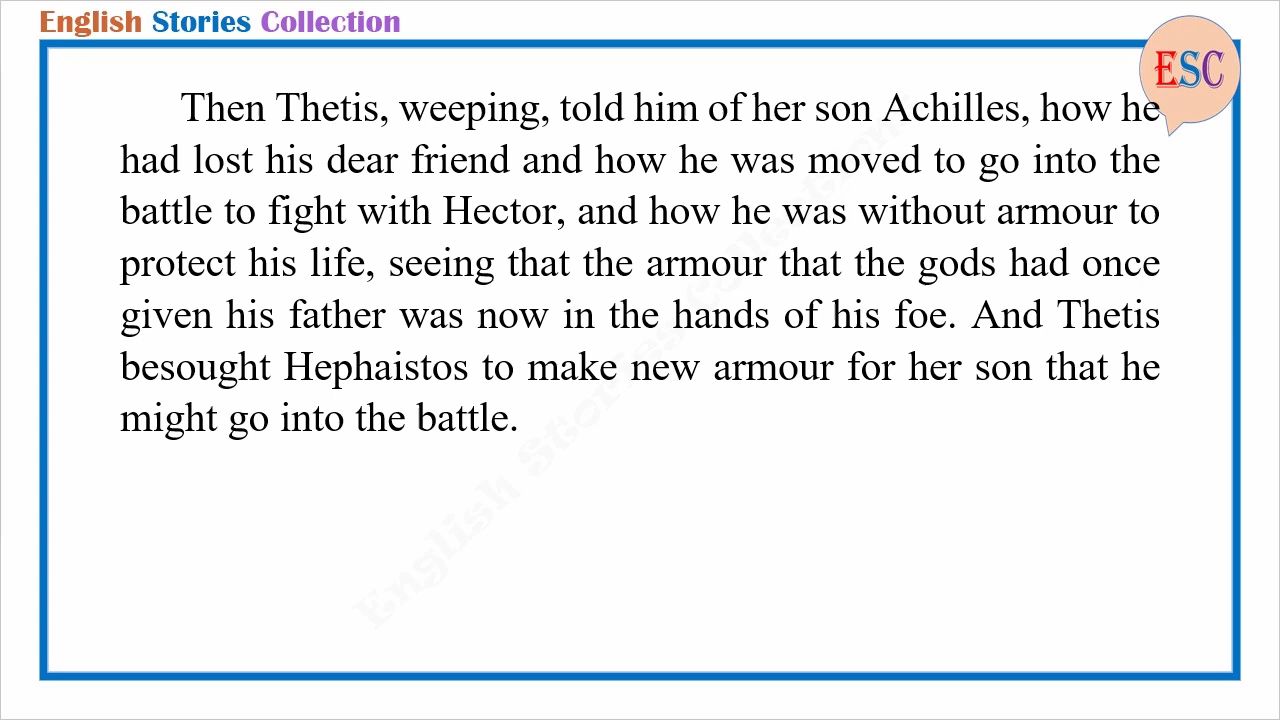 English Stories Collection
ESC
Then Thetis, weeping, told him of her son Achilles, how he
had lost his dear friend and how he was moved to go into the
battle to fight with Hector, and how he was without armour to
protect his life, seeing that the armour that the gods had once
given his father was now in the hands of his foe. And Thetis
besought Hephaistos to make new armour for her son that he
might go into the battle.
English Stories Collection